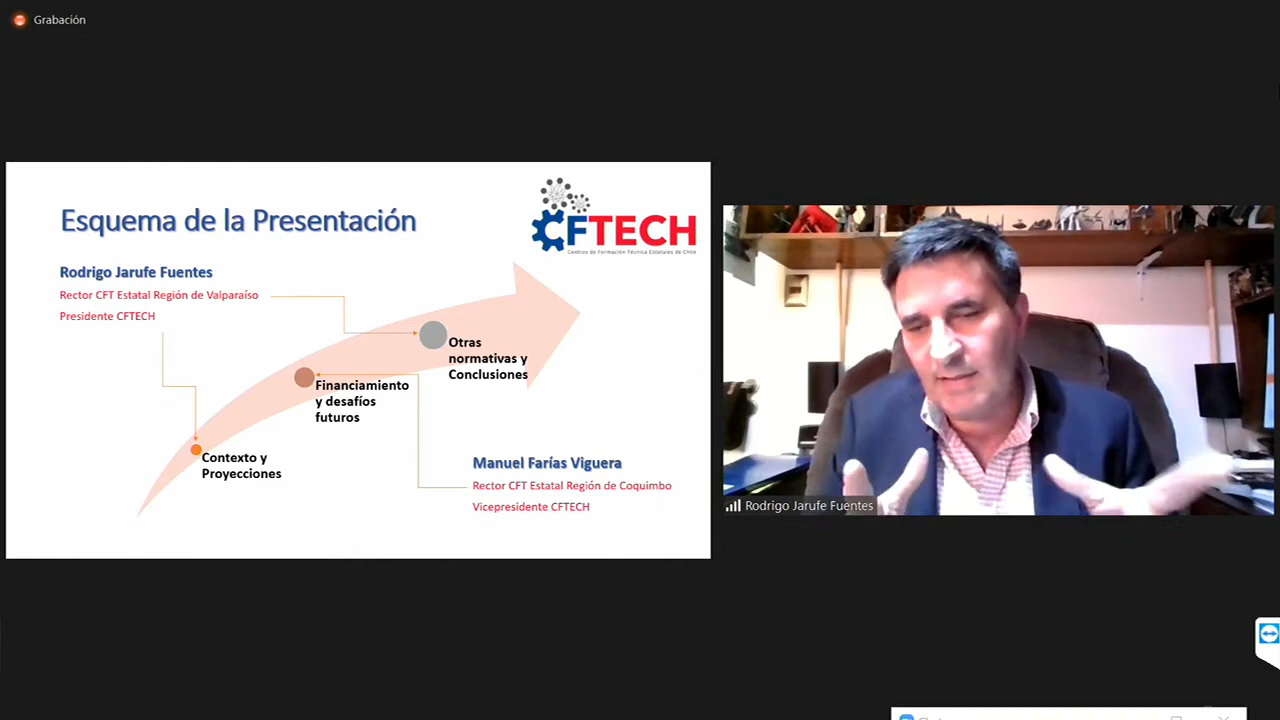 Grabación
Esquema de la Presentación
CFTECH
Centros de Formación Técnica Estatales de Chile
Rodrigo Jarufe Fuentes
Rector CFT Estatal Región de Valparaíso
Presidente CFTECH
Otras
normativas y
Conclusiones
Financiamiento
y desafíos
futuros
Contexto y
Proyecciones
Manuel Farías Viguera
Rector CFT Estatal Región de Coquimbo
Vicepresidente CFTECH
Rodrigo Jarufe Fuentes